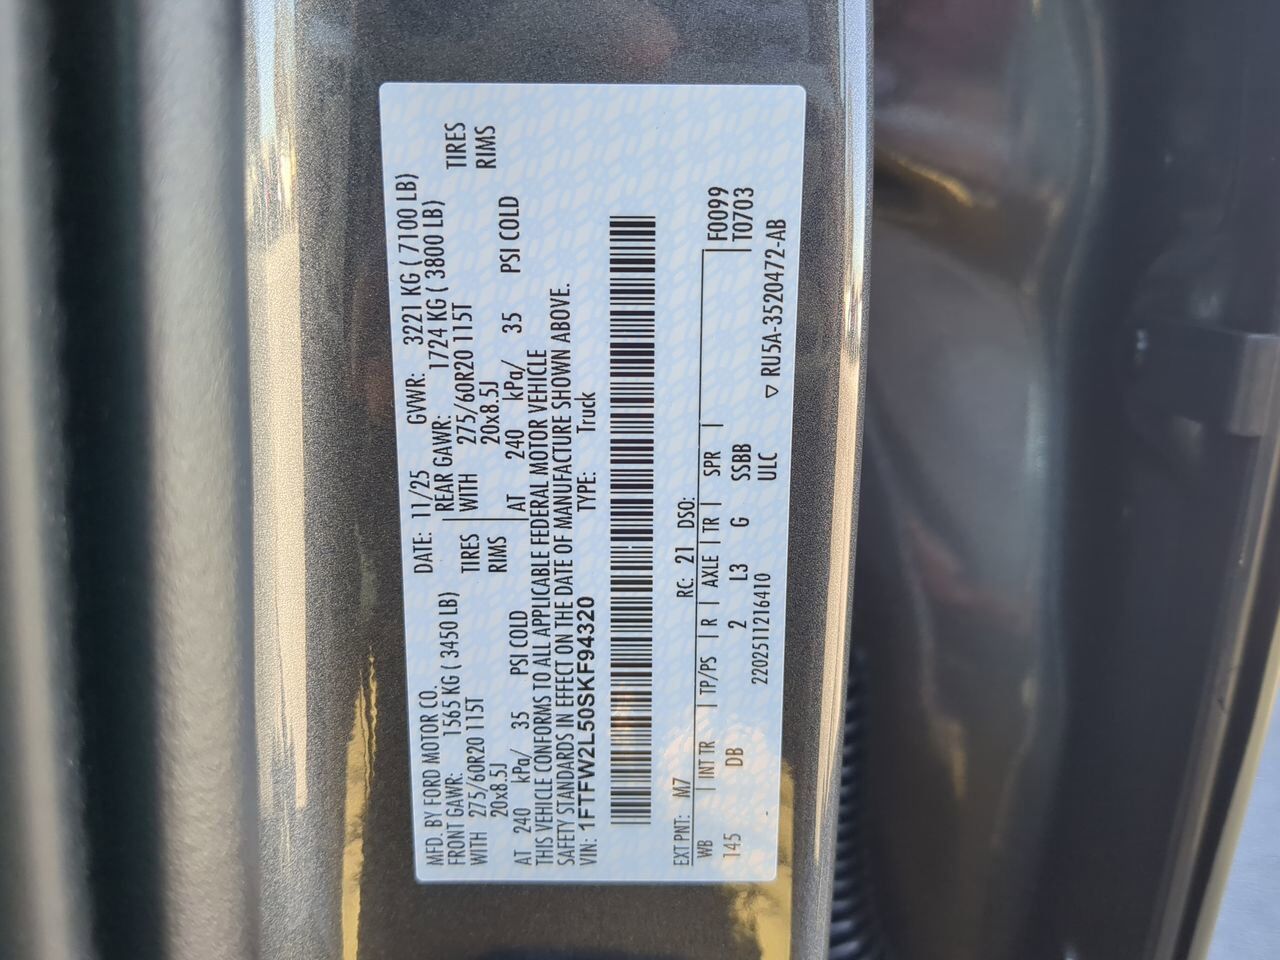 MFD. BY FORD MOTOR CO. DATE: 11/25 GVWR: 3221 KG ( 7100 LB)
FRONT GAWR: 1565 KG ( 3450 LB) REAR GAWR: 1724 KG ( 3800 LB)
WITH 275/60R20 115T TIRES WITH 275/60R20 115T TIRES
20x8.5J RIMS 20x8.5J RIMS
AT 240 kPa/ 35 PSI COLD AT 240 kPa/ 35 PSI COLD
THIS VEHICLE CONFORMS TO ALL APPLICABLE FEDERAL MOTOR VEHICLE
SAFETY STANDARDS IN EFFECT ON THE DATE OF MANUFACTURE SHOWN ABOVE.
VIN: 1FTFW2L50SKF94320 TYPE: Truck
EXT PNT: M7 RC: 21 DSO:
WB INT TR TP/PS R AXLE TR SPR F0099
145 DB 2 L3 G SSBB T0703
2202511216410 ULC ▽ RU5A-3520472-AB